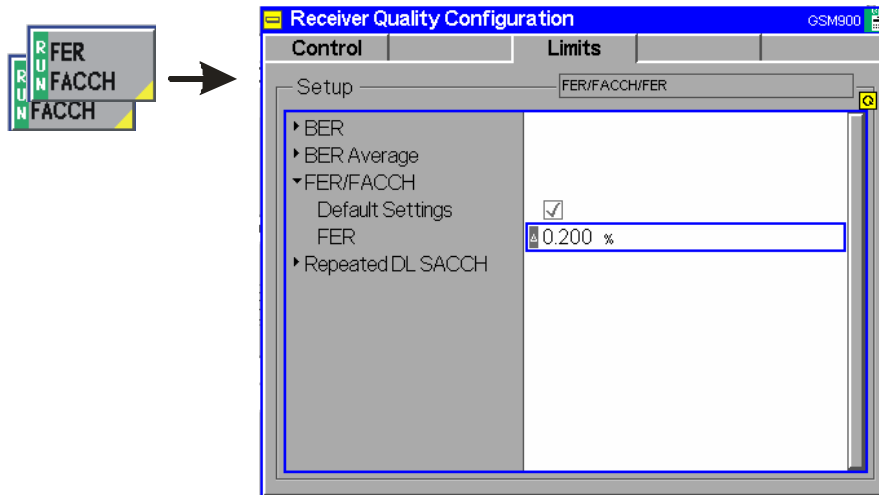 RUN FER FACCH
RUN FACCH
Receiver Quality Configuration GSM900
Control Limits
Setup FER/FACCH/FER
BER
BER Average
FER/FACCH
Default Settings
FER 0.200 %
Repeated DL SACCH